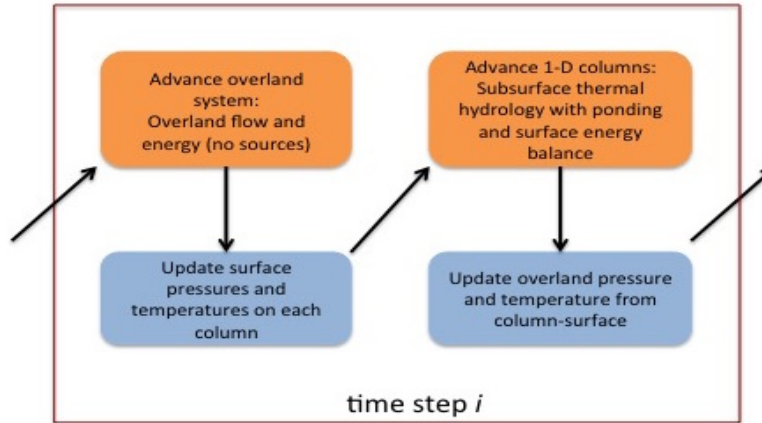 Advance overland
system:
Overland flow and
energy (no sources)
Update surface
pressures and
temperatures on each
column
Advance 1-D columns:
Subsurface thermal
hydrology with ponding
and surface energy
balance
Update overland pressure
and temperature from
column-surface
time step i